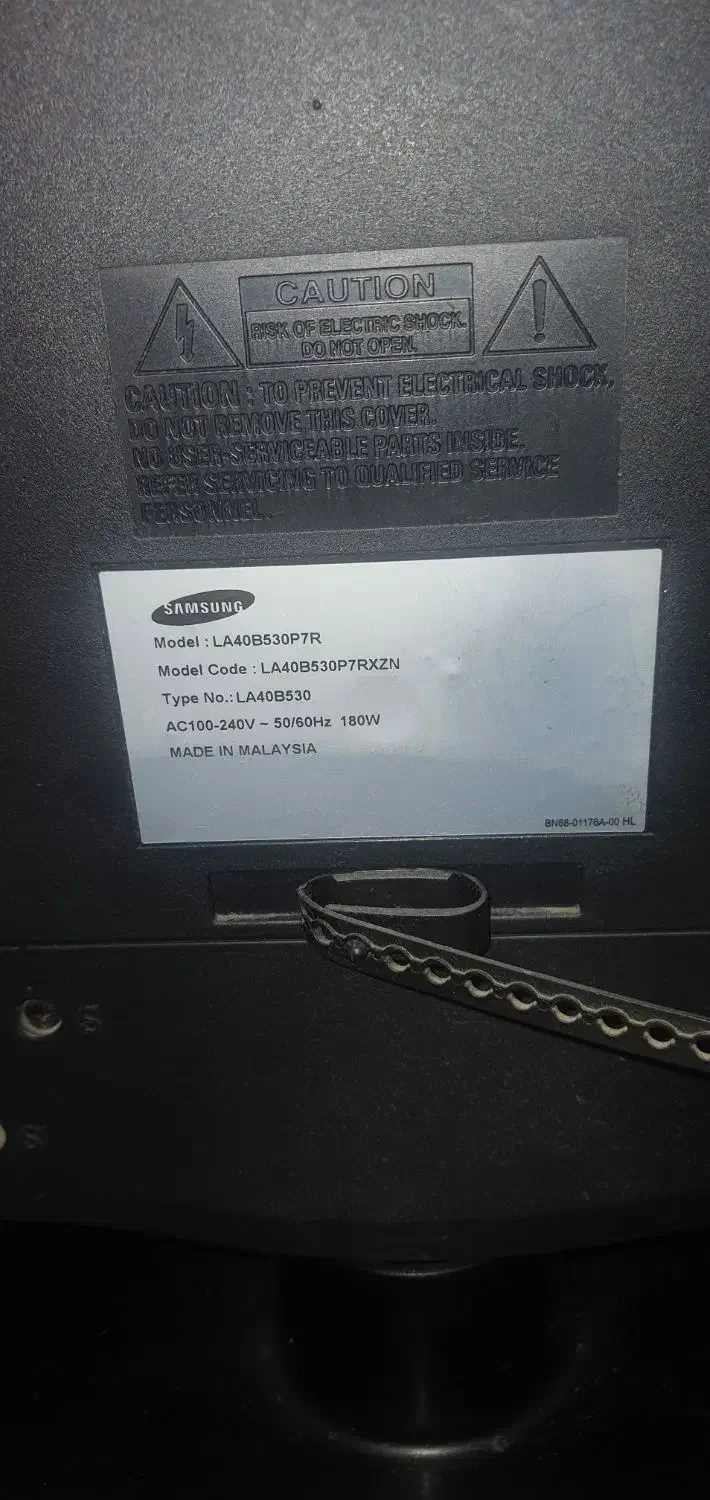 CAUTION
RISK OF ELECTRIC SHOCK.
DO NOT OPEN.
CAUTION : TO PREVENT ELECTRICAL SHOCK,
DO NOT REMOVE THIS COVER.
NO USER-SERVICEABLE PARTS INSIDE.
REFER SERVICING TO QUALIFIED SERVICE
PERSONNEL.
SAMSUNG
Model : LA40B530P7R
Model Code : LA40B530P7RXZN
Type No.: LA40B530
AC100-240V ~ 50/60Hz 180W
MADE IN MALAYSIA
BN68-01176A-00 HL